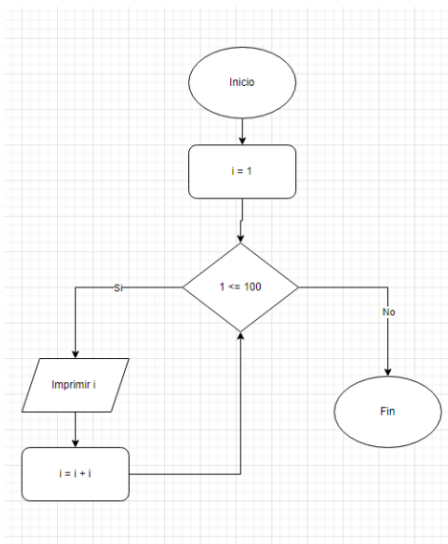 Inicio
i = 1
1 <= 100
Si
No
Imprimir i
Fin
i = i + i